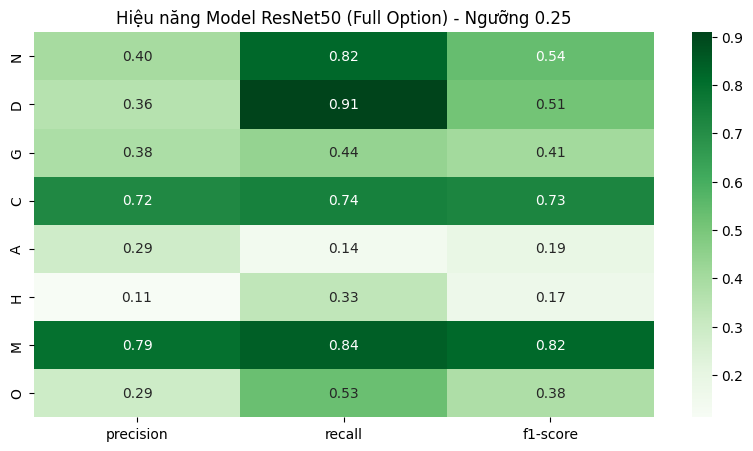 Hiệu năng Model ResNet50 (Full Option) - Ngưỡng 0.25
N 0.40 0.82 0.54
D 0.36 0.91 0.51
G 0.38 0.44 0.41
C 0.72 0.74 0.73
A 0.29 0.14 0.19
H 0.11 0.33 0.17
M 0.79 0.84 0.82
O 0.29 0.53 0.38
precision recall f1-score
0.9
0.8
0.7
0.6
0.5
0.4
0.3
0.2